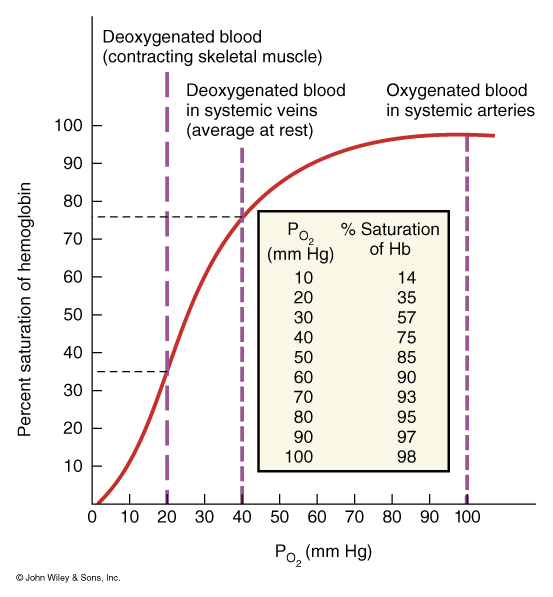 Deoxygenated blood
(contracting skeletal muscle)
Deoxygenated blood
in systemic veins
(average at rest)
Oxygenated blood
in systemic arteries
Percent saturation of hemoglobin
100
90
80
70
60
50
40
30
20
10
PO2 % Saturation
(mm Hg) of Hb
10 14
20 35
30 57
40 75
50 85
60 90
70 93
80 95
90 97
100 98
0 10 20 30 40 50 60 70 80 90 100
PO2 (mm Hg)
© John Wiley & Sons, Inc.